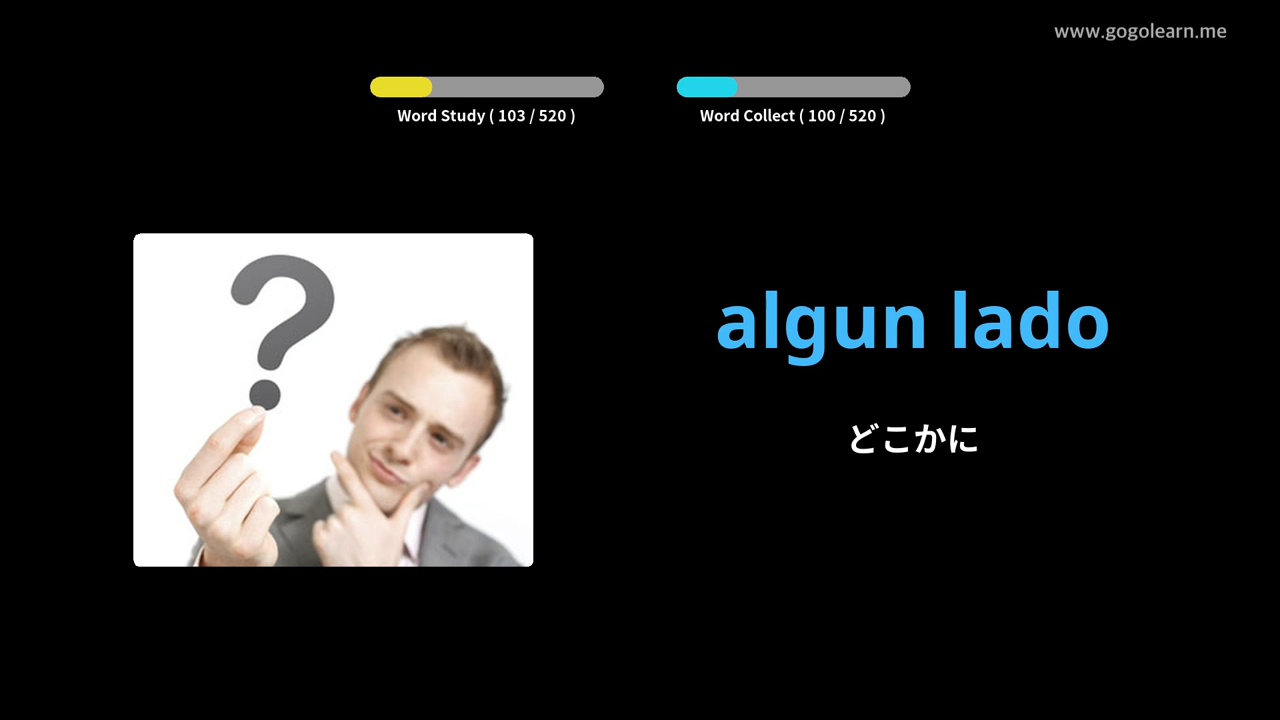 www.gogolearn.me
Word Study ( 103 / 520 )
Word Collect ( 100 / 520 )
?
algun lado
どこかに